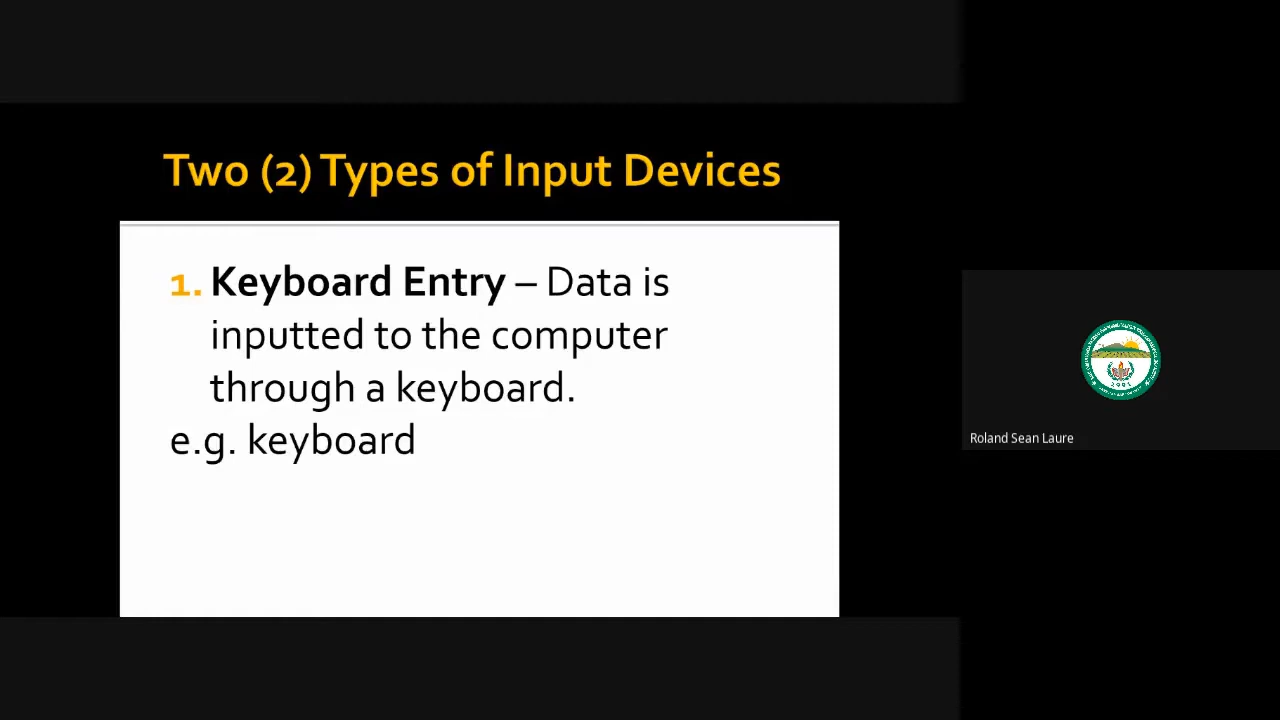 Two (2) Types of Input Devices
1. Keyboard Entry – Data is
inputted to the computer
through a keyboard.
e.g. keyboard
Roland Sean Laure